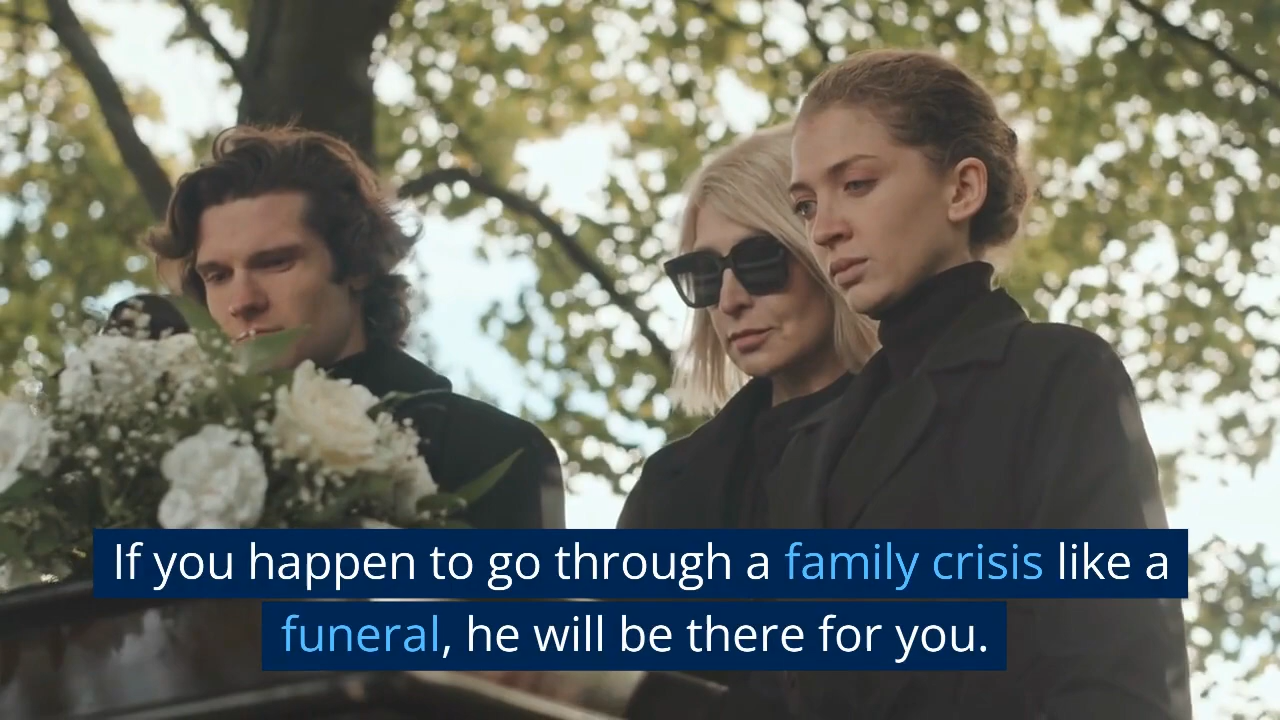 If you happen to go through a family crisis like a
funeral, he will be there for you.